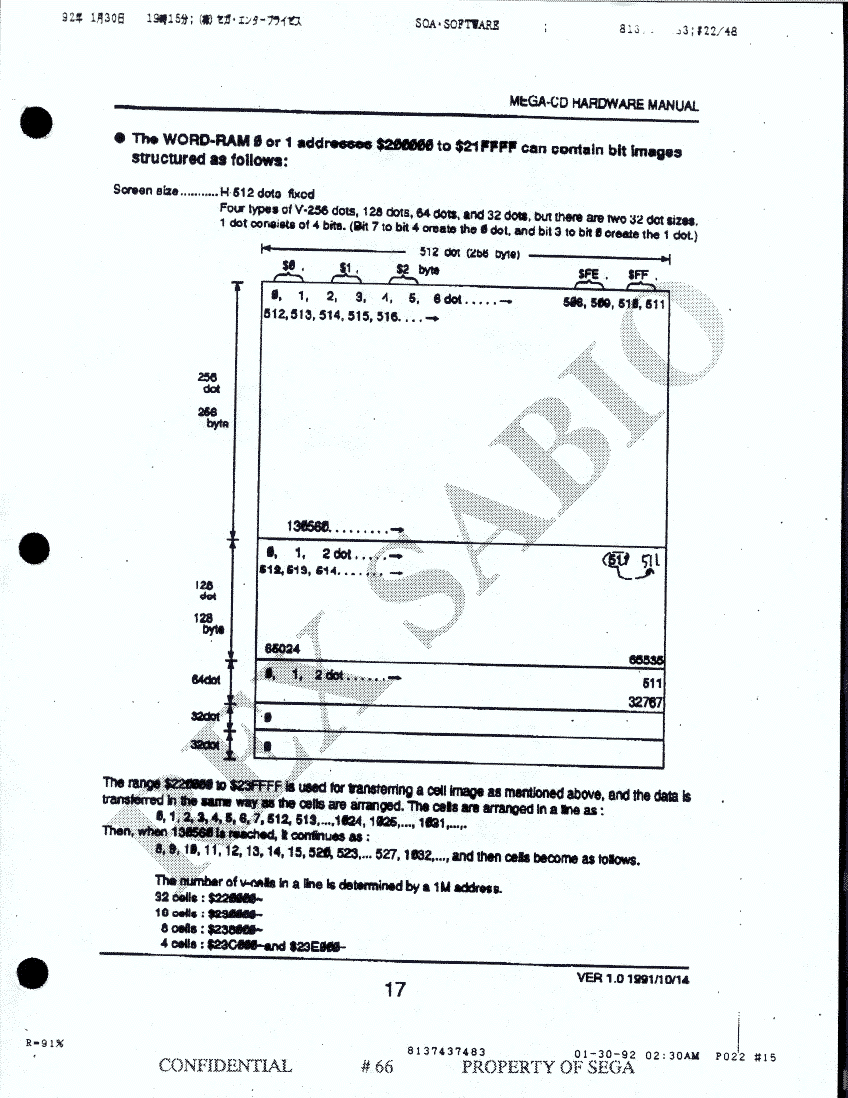 92年 1月30日 19時15分; (株) セガ・エンタープライゼス SOA・SOFTWARE ; 813. 53;#22/48
MEGA-CD HARDWARE MANUAL
● The WORD-RAM 0 or 1 addresses $200000 to $21FFFF can contain bit images
structured as follows:
Screen size...........H 512 dots fixed
Four types of V-256 dots, 128 dots, 64 dots, and 32 dots, but there are two 32 dot sizes.
1 dot consists of 4 bits. (Bit 7 to bit 4 create the 0 dot, and bit 3 to bit 0 create the 1 dot.)
512 dot (256 byte)
$0 . $1 . $2 byte $FE . $FF .
0, 1, 2, 3, 4, 5, 6 dot.....→ 508, 509, 510, 511
512,513, 514, 515, 516....→
256
dot
256
byte
130560.........→
0, 1, 2 dot.....→ 511 511
512,513, 514.......→
128
dot
128
byte
65024 65535
64dot 0, 1, 2 dot.......→ 511
32767
32dot 0
32dot 0
The range $220000 to $23FFFF is used for transferring a cell image as mentioned above, and the data is
transferred in the same way as the cells are arranged. The cells are arranged in a line as :
0, 1, 2, 3, 4, 5, 6, 7, 512, 513,...,1024, 1025,..., 1031,...,.
Then, when 130560 is reached, it continues as :
8, 9, 10, 11, 12, 13, 14, 15, 520, 523,... 527, 1032,..., and then cells become as follows.
The number of v-cells in a line is determined by a 1M address.
32 cells : $220000~
16 cells : $230000~
8 cells : $238000~
4 cells : $23C000~and $23E000~
VER 1.0 1991/10/14
17
R=91%
8137437483 01-30-92 02:30AM P022 #15
CONFIDENTIAL # 66 PROPERTY OF SEGA
EX SABIO